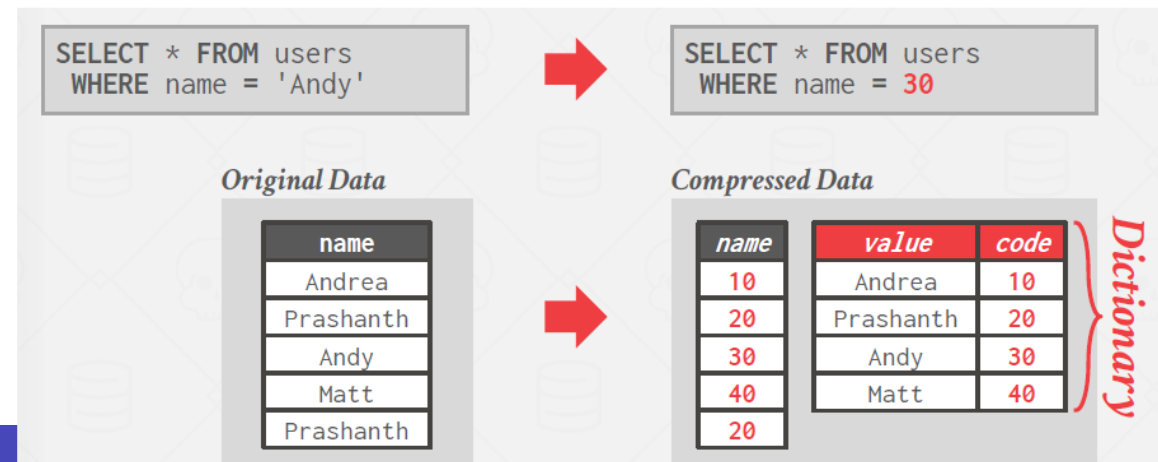 SELECT * FROM users
WHERE name = 'Andy'
SELECT * FROM users
WHERE name = 30
Original Data
name
Andrea
Prashanth
Andy
Matt
Prashanth
Compressed Data
name
10
20
30
40
20
value code
Andrea 10
Prashanth 20
Andy 30
Matt 40
Dictionary